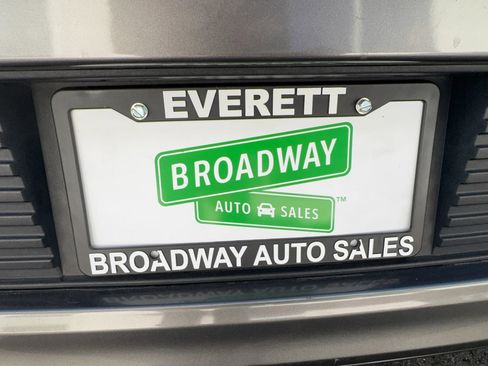 EVERETT
BROADWAY
AUTO SALES
™
BROADWAY AUTO SALES